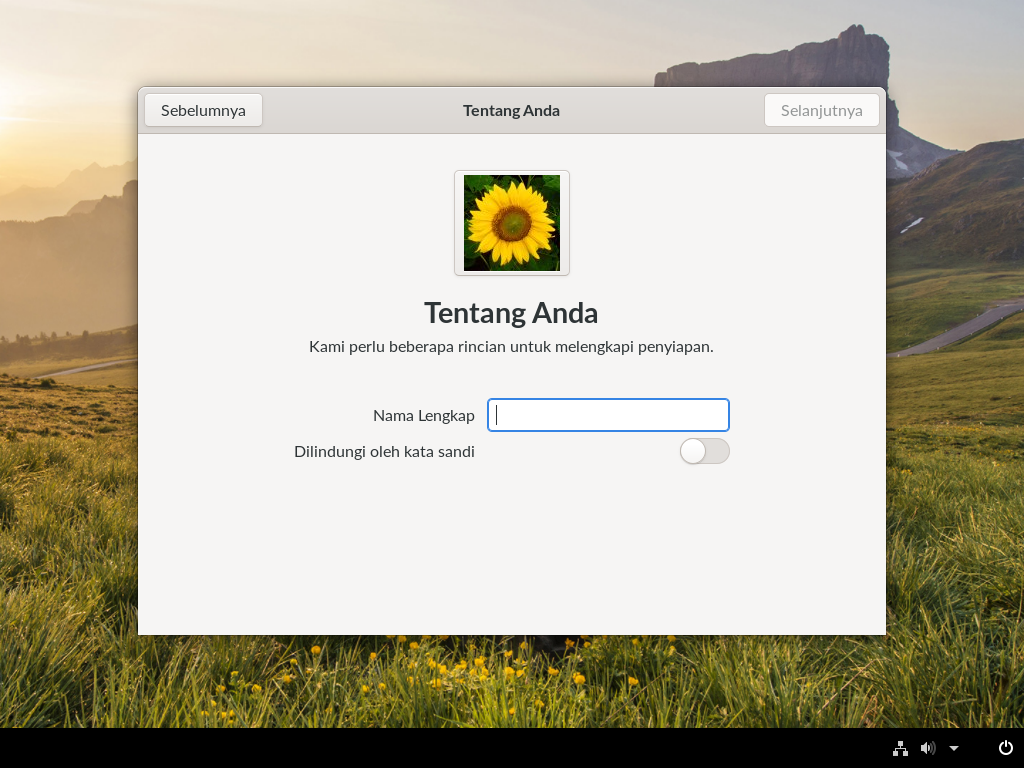 Sebelumnya
Tentang Anda
Selanjutnya
Tentang Anda
Kami perlu beberapa rincian untuk melengkapi penyiapan.
Nama Lengkap
Dilindungi oleh kata sandi